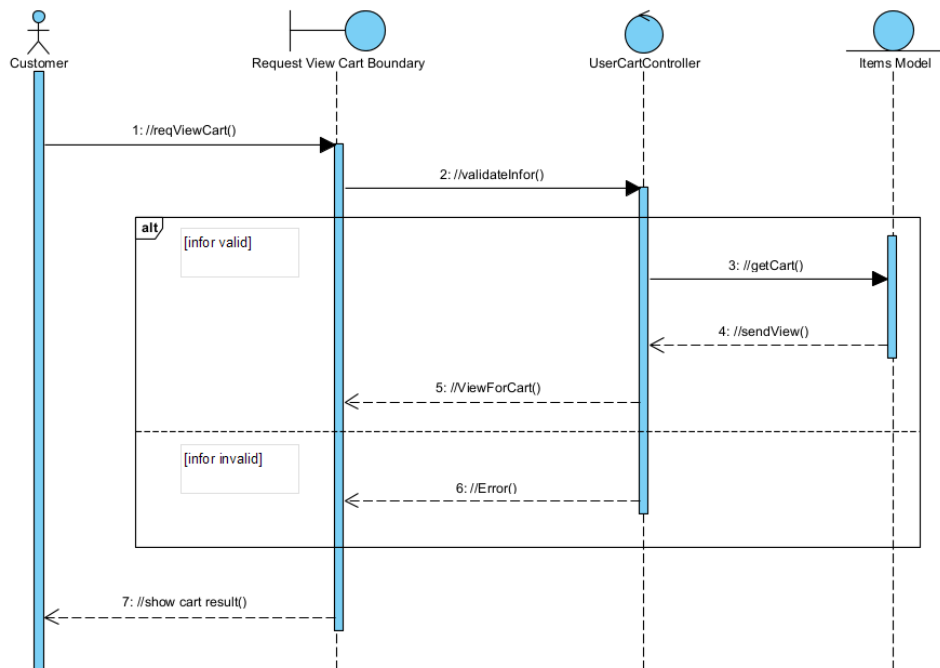 Customer
Request View Cart Boundary
UserCartController
Items Model
1: //reqViewCart()
2: //validateInfor()
alt
[infor valid]
3: //getCart()
4: //sendView()
5: //ViewForCart()
[infor invalid]
6: //Error()
7: //show cart result()